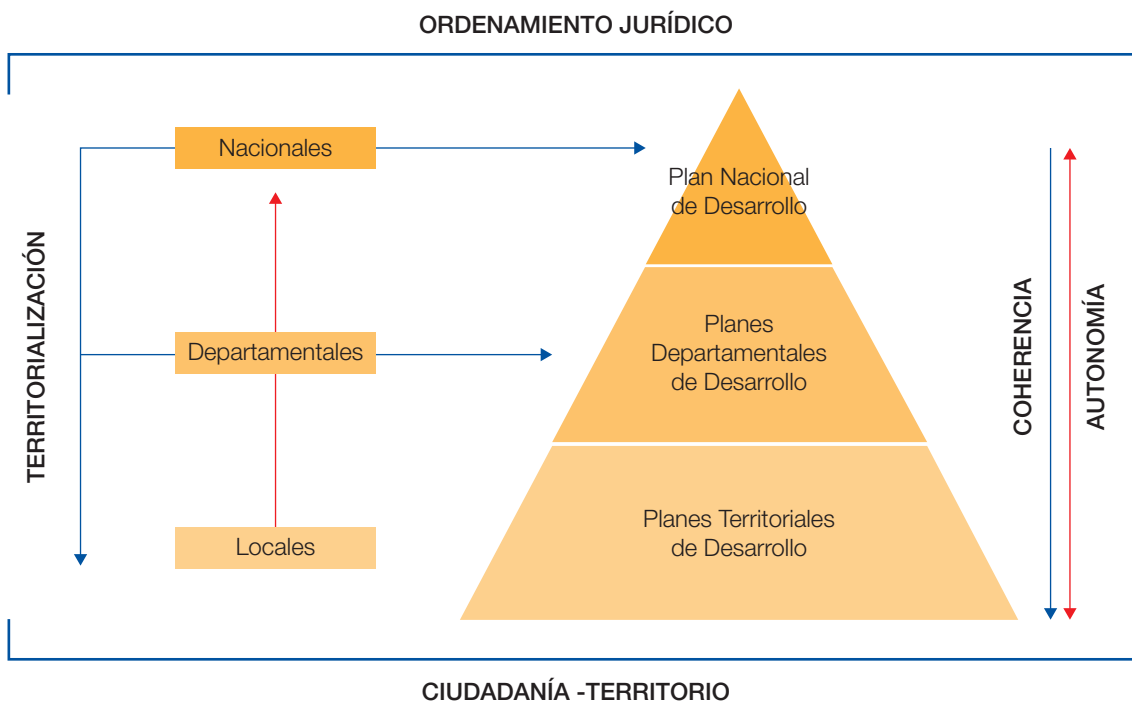 ORDENAMIENTO JURÍDICO
TERRITORIALIZACIÓN
Nacionales
Departamentales
Locales
Plan Nacional
de Desarrollo
Planes
Departamentales
de Desarrollo
Planes Territoriales
de Desarrollo
COHERENCIA
AUTONOMÍA
CIUDADANÍA -TERRITORIO